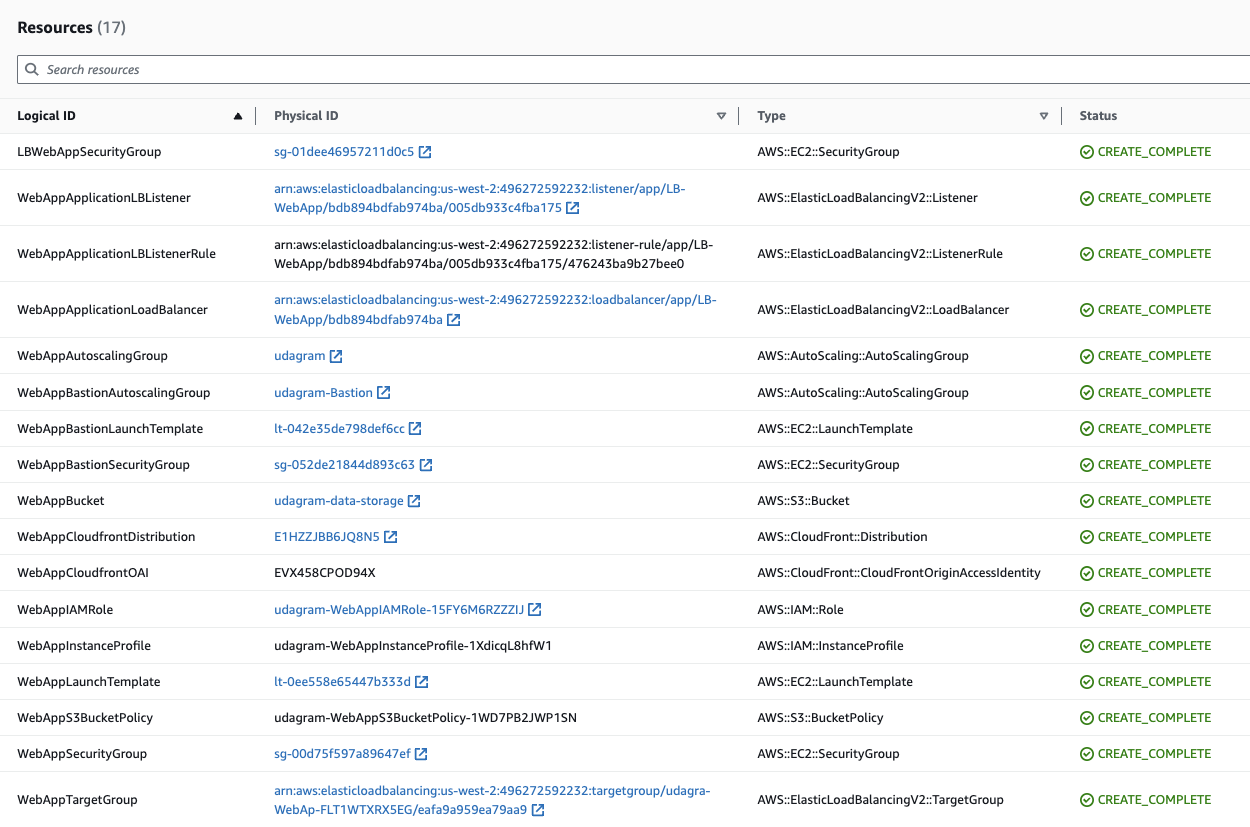 Resources (17)
Search resources
Logical ID Physical ID Type Status
LBWebAppSecurityGroup sg-01dee46957211d0c5 AWS::EC2::SecurityGroup CREATE_COMPLETE
arn:aws:elasticloadbalancing:us-west-2:496272592232:listener/app/LB-
WebAppApplicationLBListener AWS::ElasticLoadBalancingV2::Listener CREATE_COMPLETE
WebApp/bdb894bdfab974ba/005db933c4fba175
arn:aws:elasticloadbalancing:us-west-2:496272592232:listener-rule/app/LB-
WebAppApplicationLBListenerRule AWS::ElasticLoadBalancingV2::ListenerRule CREATE_COMPLETE
WebApp/bdb894bdfab974ba/005db933c4fba175/476243ba9b27bee0
arn:aws:elasticloadbalancing:us-west-2:496272592232:loadbalancer/app/LB-
WebAppApplicationLoadBalancer AWS::ElasticLoadBalancingV2::LoadBalancer CREATE_COMPLETE
WebApp/bdb894bdfab974ba
WebAppAutoscalingGroup udagram AWS::AutoScaling::AutoScalingGroup CREATE_COMPLETE
WebAppBastionAutoscalingGroup udagram-Bastion AWS::AutoScaling::AutoScalingGroup CREATE_COMPLETE
WebAppBastionLaunchTemplate lt-042e35de798def6cc AWS::EC2::LaunchTemplate CREATE_COMPLETE
WebAppBastionSecurityGroup sg-052de21844d893c63 AWS::EC2::SecurityGroup CREATE_COMPLETE
WebAppBucket udagram-data-storage AWS::S3::Bucket CREATE_COMPLETE
WebAppCloudfrontDistribution E1HZZJBB6JQ8N5 AWS::CloudFront::Distribution CREATE_COMPLETE
WebAppCloudfrontOAI EVX458CPOD94X AWS::CloudFront::CloudFrontOriginAccessIdentity CREATE_COMPLETE
WebAppIAMRole udagram-WebAppIAMRole-15FY6M6RZZZIJ AWS::IAM::Role CREATE_COMPLETE
WebAppInstanceProfile udagram-WebAppInstanceProfile-1XdicqL8hfW1 AWS::IAM::InstanceProfile CREATE_COMPLETE
WebAppLaunchTemplate lt-0ee558e65447b333d AWS::EC2::LaunchTemplate CREATE_COMPLETE
WebAppS3BucketPolicy udagram-WebAppS3BucketPolicy-1WD7PB2JWP1SN AWS::S3::BucketPolicy CREATE_COMPLETE
WebAppSecurityGroup sg-00d75f597a89647ef AWS::EC2::SecurityGroup CREATE_COMPLETE
arn:aws:elasticloadbalancing:us-west-2:496272592232:targetgroup/udagra-
WebAppTargetGroup AWS::ElasticLoadBalancingV2::TargetGroup CREATE_COMPLETE
WebAp-FLT1WTXRX5EG/eafa9a959ea79aa9